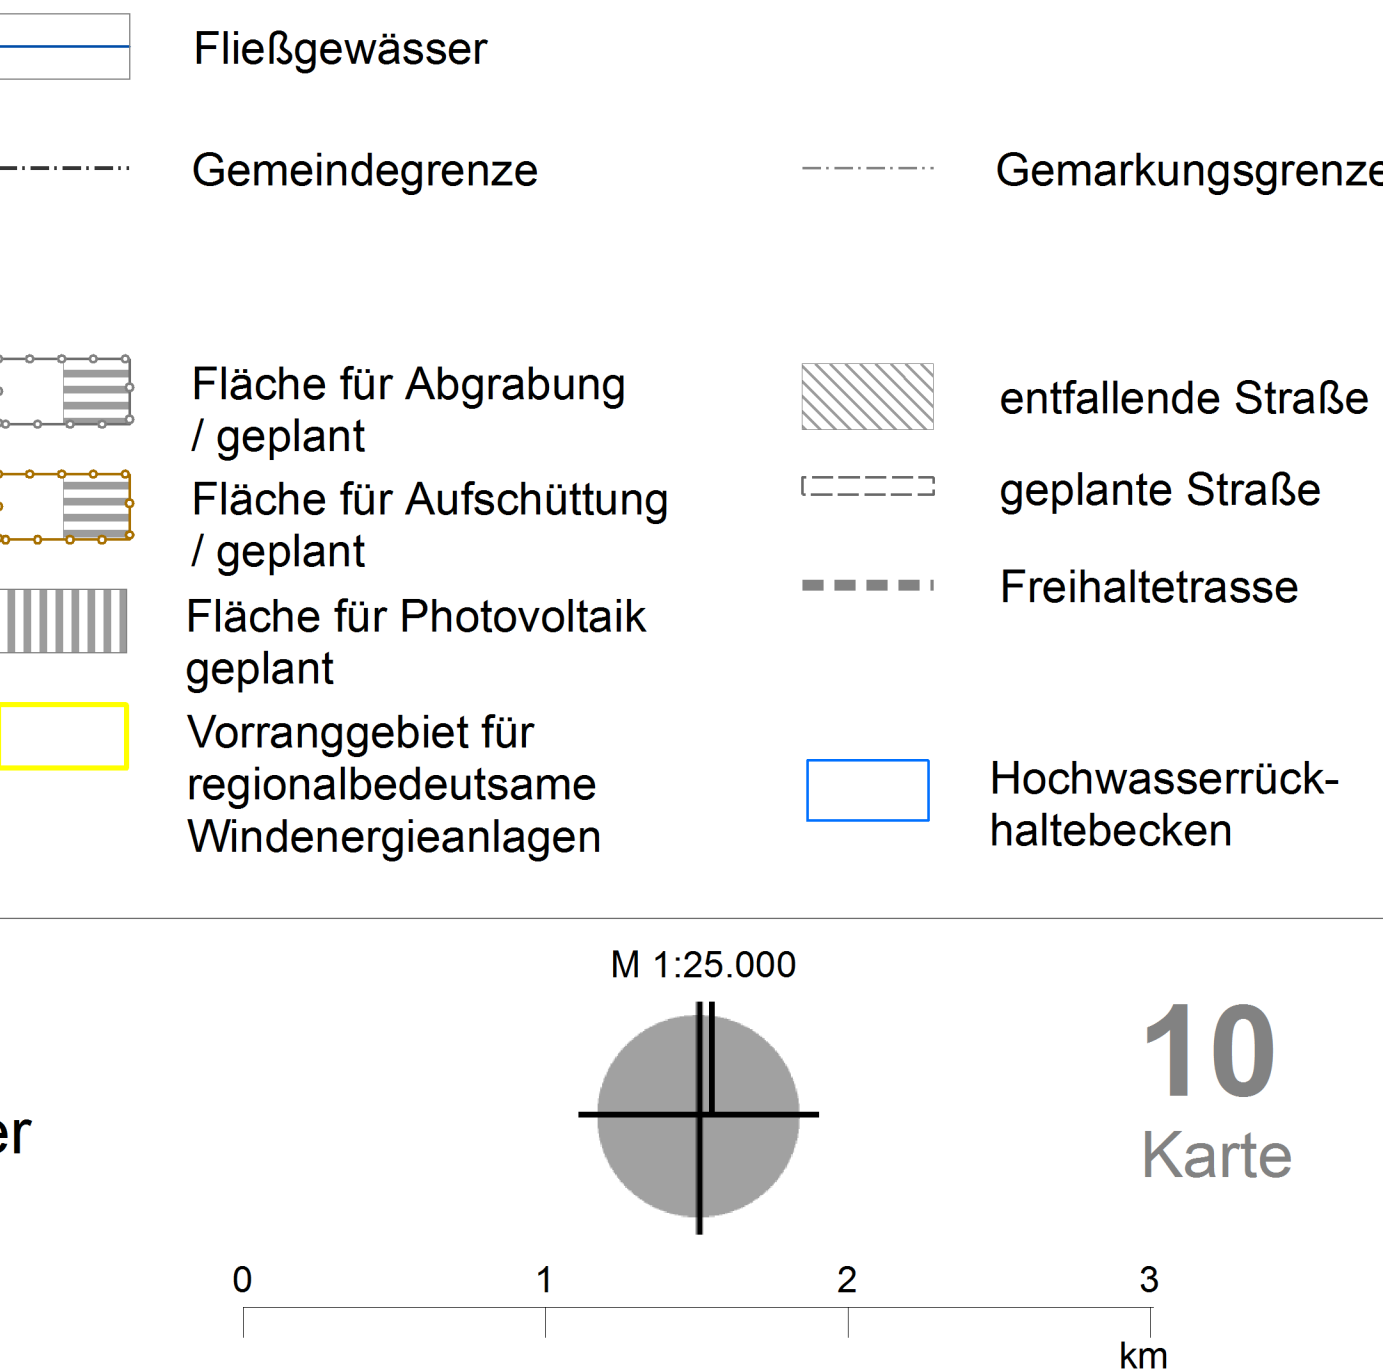 Fließgewässer
Gemeindegrenze
Gemarkungsgrenze
Fläche für Abgrabung
/ geplant
Fläche für Aufschüttung
/ geplant
Fläche für Photovoltaik
geplant
Vorranggebiet für
regionalbedeutsame
Windenergieanlagen
entfallende Straße
geplante Straße
Freihaltetrasse
Hochwasserrück-
haltebecken
er
M 1:25.000
10
Karte
0 1 2 3
km